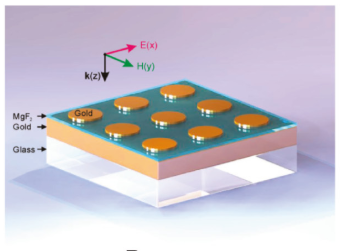 E(x)
H(y)
k(z)
MgF₂
Gold
Gold
Glass